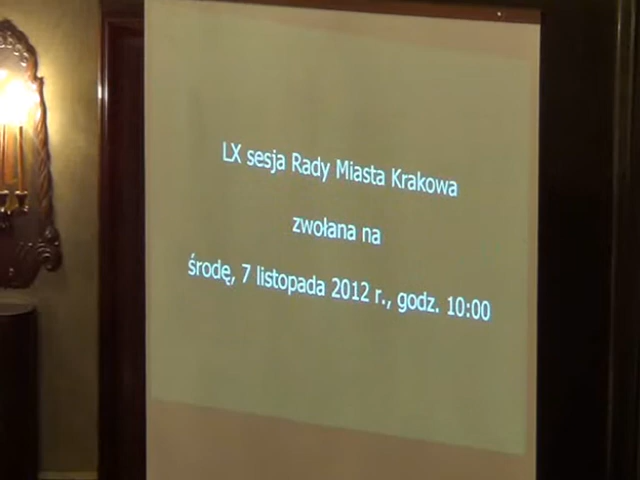 LX sesja Rady Miasta Krakowa
zwołana na
środę, 7 listopada 2012 r., godz. 10:00